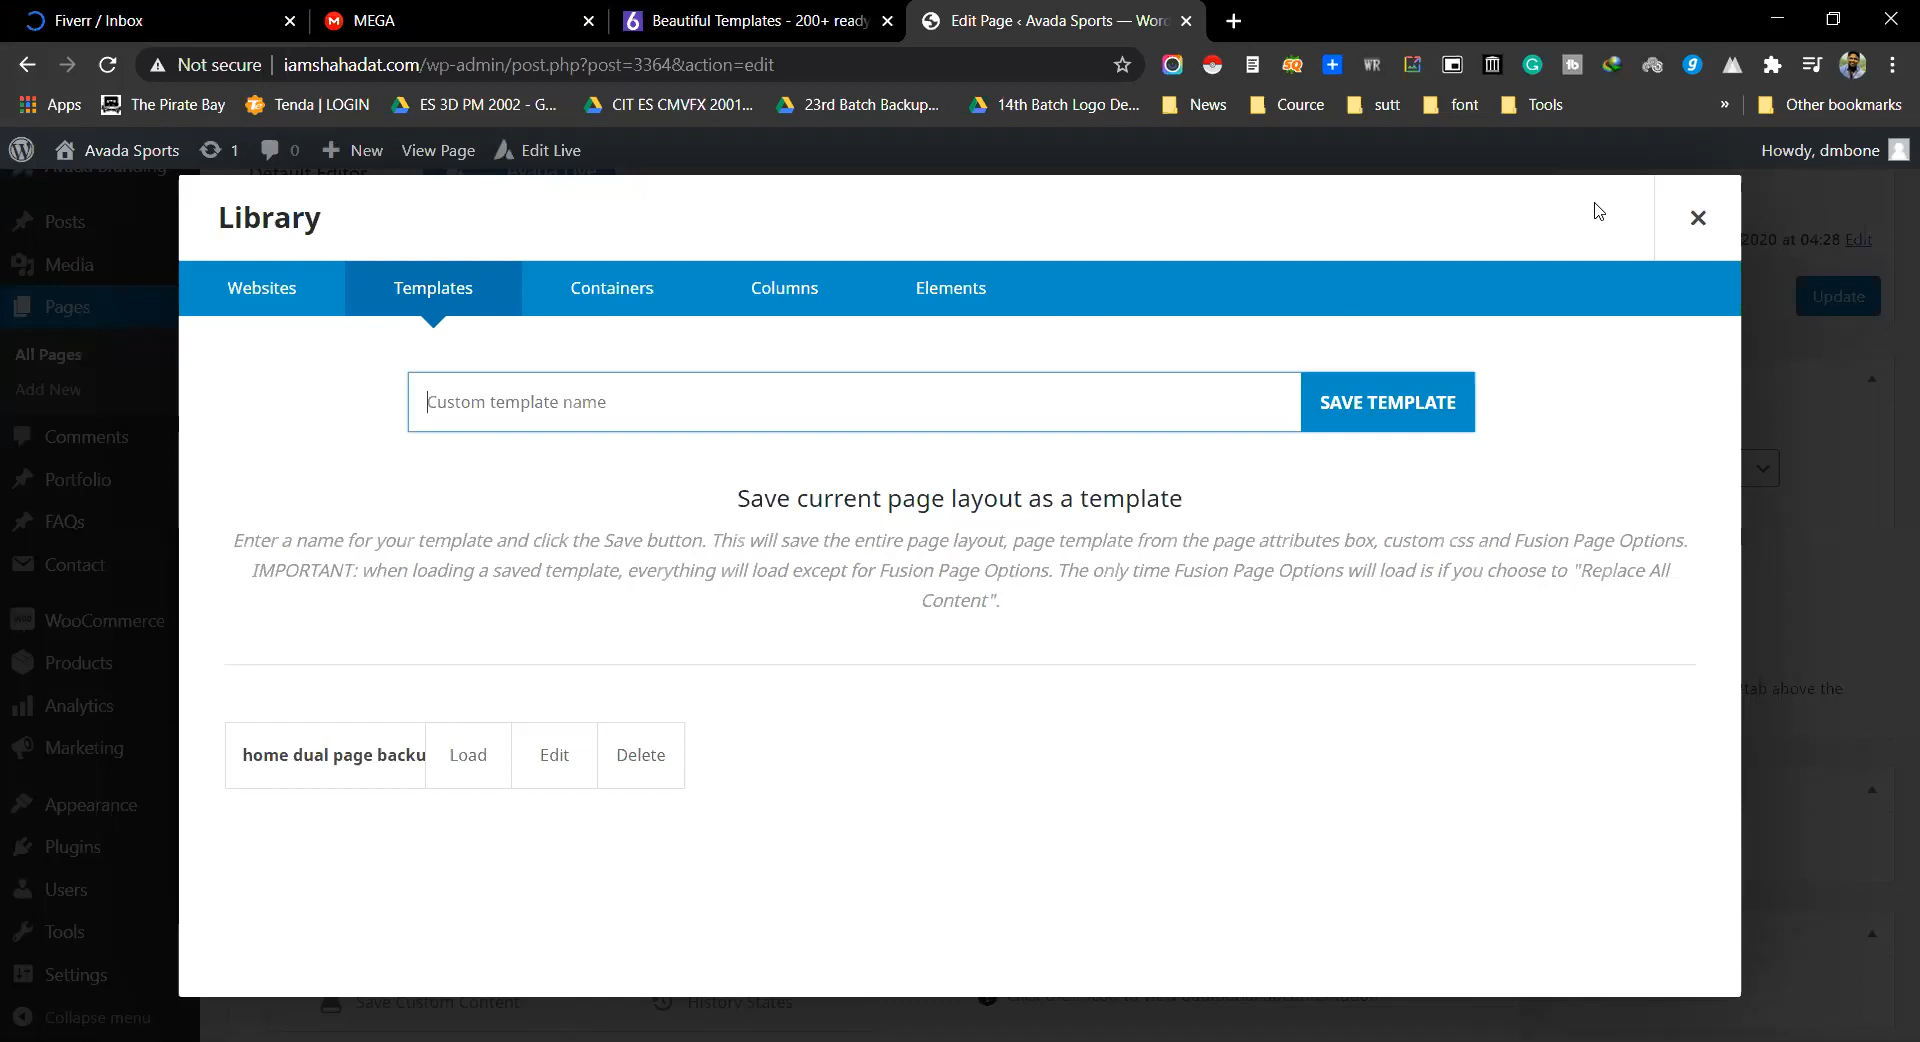 Fiverr / Inbox
MEGA
Beautiful Templates - 200+ ready
Edit Page ‹ Avada Sports — Word
Not secure
iamshahadat.com/wp-admin/post.php?post=3364&action=edit
Apps
The Pirate Bay
Tenda | LOGIN
ES 3D PM 2002 - G...
CIT ES CMVFX 2001...
23rd Batch Backup...
14th Batch Logo De...
News
Cource
sutt
font
Tools
»
Other bookmarks
Avada Sports
1
0
New
View Page
Edit Live
Howdy, dmbone
Library
Websites
Templates
Containers
Columns
Elements
Custom template name
SAVE TEMPLATE
Save current page layout as a template
Enter a name for your template and click the Save button. This will save the entire page layout, page template from the page attributes box, custom css and Fusion Page Options.
IMPORTANT: when loading a saved template, everything will load except for Fusion Page Options. The only time Fusion Page Options will load is if you choose to "Replace All
Content".
home dual page backu
Load
Edit
Delete
Avada Branding
Posts
Media
Pages
All Pages
Add New
Comments
Portfolio
FAQs
Contact
WooCommerce
Products
Analytics
Marketing
Appearance
Plugins
Users
Tools
Settings
Collapse menu
Default Editor
2020 at 04:28 Edit
Update
tab above the
Save Custom Content
History States